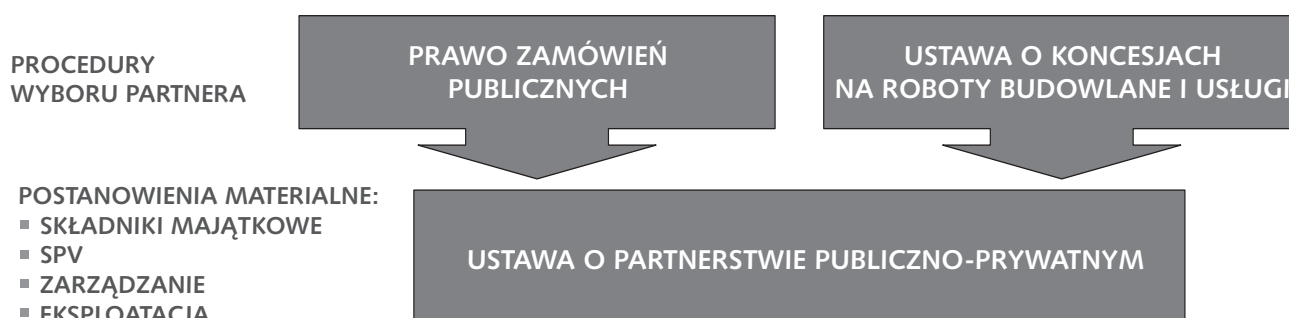 PROCEDURY
WYBORU PARTNERA
PRAWO ZAMÓWIEŃ
PUBLICZNYCH
USTAWA O KONCESJACH
NA ROBOTY BUDOWLANE I USŁUGI
POSTANOWIENIA MATERIALNE:
▪ SKŁADNIKI MAJĄTKOWE
▪ SPV
▪ ZARZĄDZANIE
▪ EKSPLOATACJA
USTAWA O PARTNERSTWIE PUBLICZNO-PRYWATNYM